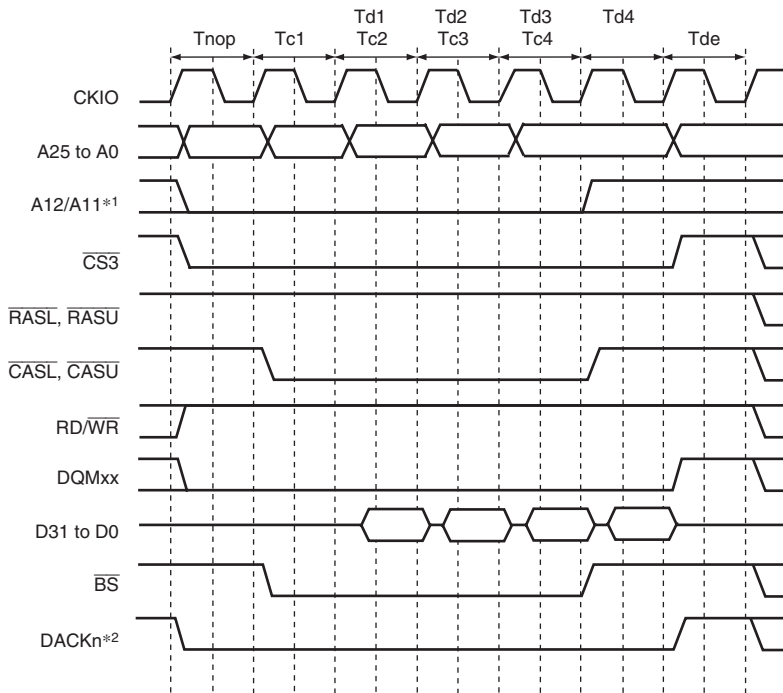 Td1 Td2 Td3 Td4
Tnop Tc1 Tc2 Tc3 Tc4 Tde
CKIO
A25 to A0
A12/A11*1
CS3
RASL, RASU
CASL, CASU
RD/WR
DQMxx
D31 to D0
BS
DACKn*2